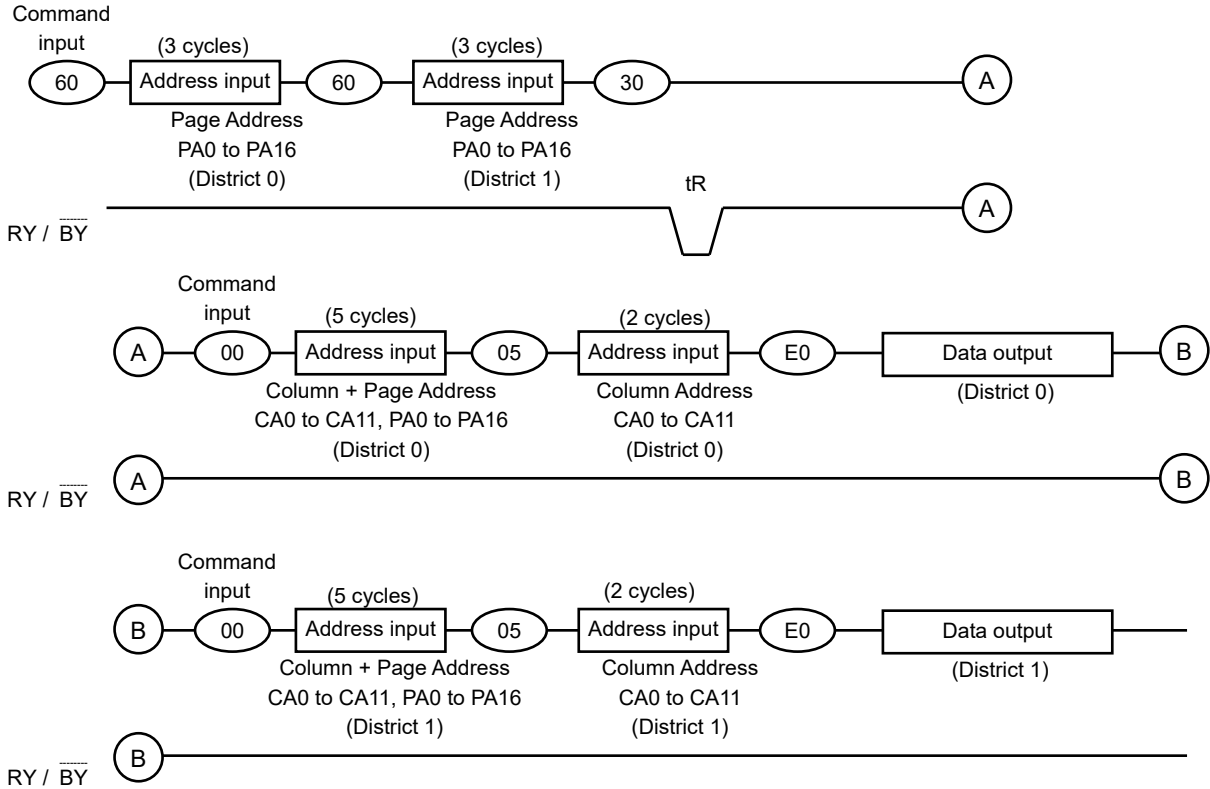 Command
input
(3 cycles)
(3 cycles)
60
Address input
60
Address input
30
A
Page Address
PA0 to PA16
(District 0)
Page Address
PA0 to PA16
(District 1)
tR
A
RY / BY
Command
input
(5 cycles)
(2 cycles)
A
00
Address input
05
Address input
E0
Data output
B
Column + Page Address
CA0 to CA11, PA0 to PA16
(District 0)
Column Address
CA0 to CA11
(District 0)
(District 0)
A
B
RY / BY
Command
input
(5 cycles)
(2 cycles)
B
00
Address input
05
Address input
E0
Data output
Column + Page Address
CA0 to CA11, PA0 to PA16
(District 1)
Column Address
CA0 to CA11
(District 1)
(District 1)
B
RY / BY